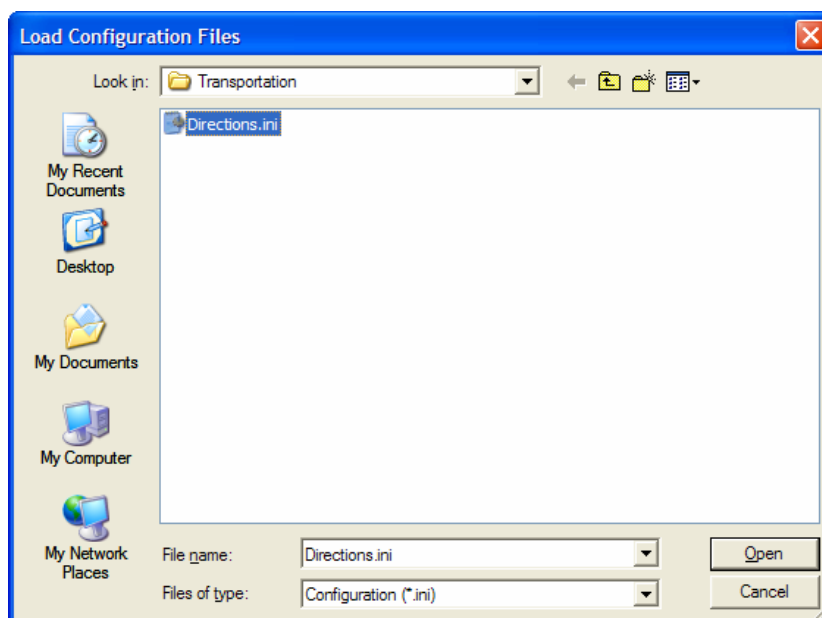 Load Configuration Files
Look in: Transportation
Directions.ini
My Recent
Documents
Desktop
My Documents
My Computer
My Network
Places
File name: Directions.ini Open
Files of type: Configuration (*.ini) Cancel